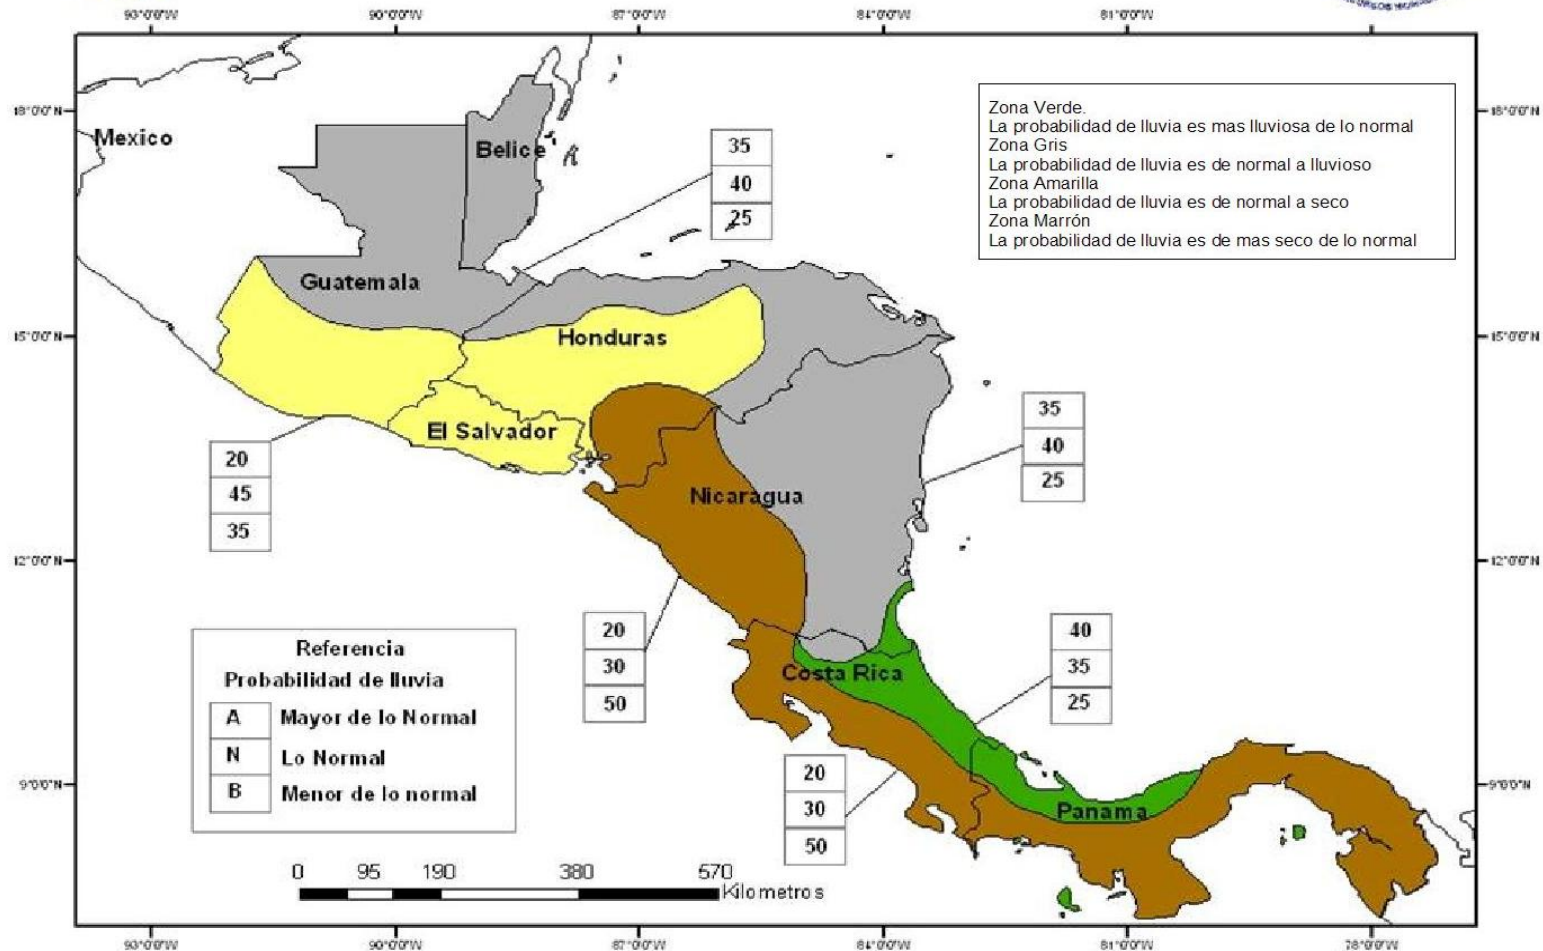 93°0'0"W 90°0'0"W 87°0'0"W 84°0'0"W 81°0'0"W
18°0'0"N 18°0'0"N
Zona Verde.
La probabilidad de lluvia es mas lluviosa de lo normal
Zona Gris
La probabilidad de lluvia es de normal a lluvioso
Zona Amarilla
La probabilidad de lluvia es de normal a seco
Zona Marrón
La probabilidad de lluvia es de mas seco de lo normal
Mexico
Belice
35
40
25
Guatemala
15°0'0"N 15°0'0"N
Honduras
El Salvador
35
40
25
20
45
35
Nicaragua
12°0'0"N 12°0'0"N
20
30
50
40
35
25
Costa Rica
20
30
50
Panama
9°0'0"N 9°0'0"N
Referencia
Probabilidad de lluvia
A Mayor de lo Normal
N Lo Normal
B Menor de lo normal
0 95 190 380 570
Kilometros
93°0'0"W 90°0'0"W 87°0'0"W 84°0'0"W 81°0'0"W 78°0'0"W